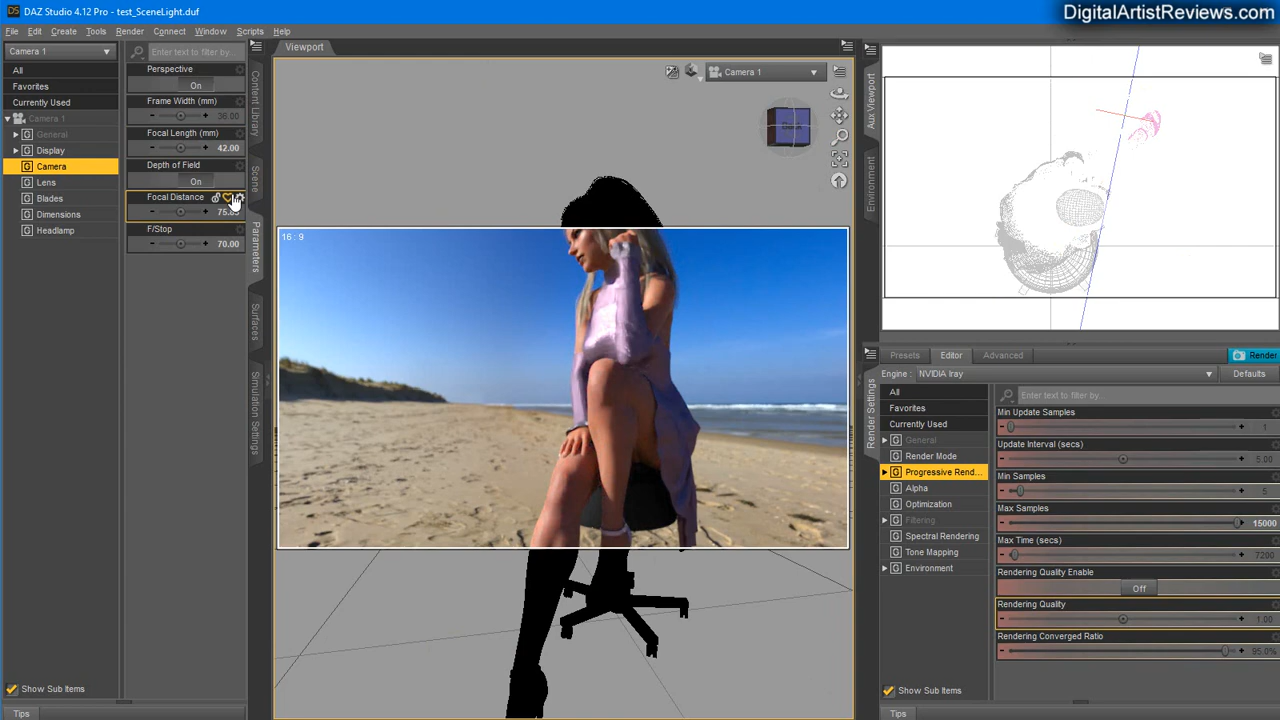 DAZ Studio 4.12 Pro - test_SceneLight.duf
DigitalArtistReviews.com
File Edit Create Tools Render Connect Window Scripts Help
Camera 1
All
Favorites
Currently Used
Camera 1
General
Display
Camera
Lens
Blades
Dimensions
Headlamp
Show Sub Items
Tips
Enter text to filter by
Perspective
On
Frame Width (mm)
36.00
Focal Length (mm)
42.00
Depth of Field
On
Focal Distance
F/Stop
70.00
Content Library
Scene
Parameters
Surfaces
Simulation Settings
Viewport
Camera 1
Back
16 : 9
Aux Viewport
Environment
Render Settings
Presets Editor Advanced Render
Engine : NVIDIA Iray Defaults
All
Favorites
Currently Used
General
Render Mode
Progressive Rend...
Alpha
Optimization
Filtering
Spectral Rendering
Tone Mapping
Environment
Show Sub Items
Tips
Enter text to filter by
Min Update Samples
1
Update Interval (secs)
5.00
Min Samples
5
Max Samples
15000
Max Time (secs)
7200
Rendering Quality Enable
Off
Rendering Quality
1.00
Rendering Converged Ratio
95.0%